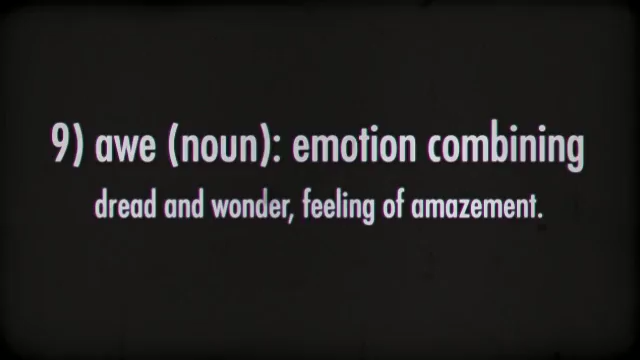 9) awe (noun): emotion combining
dread and wonder, feeling of amazement.